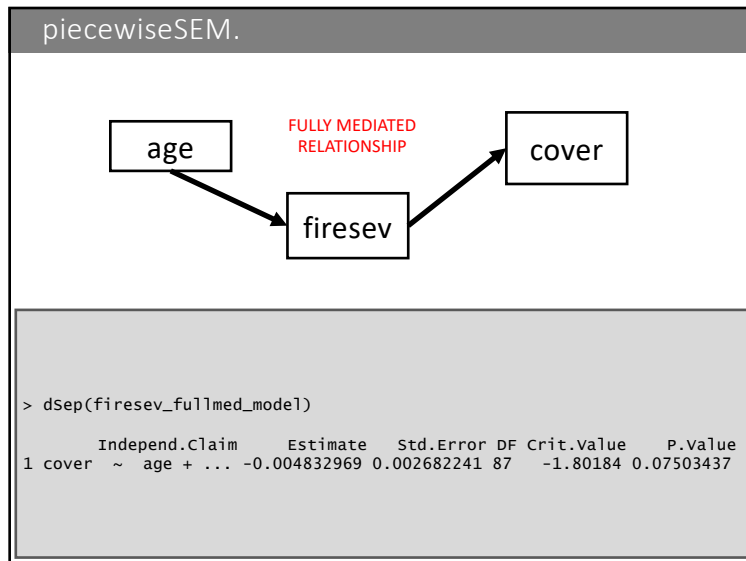 piecewiseSEM.
FULLY MEDIATED
RELATIONSHIP
age
cover
firesev
> dSep(firesev_fullmed_model)
Independ.Claim Estimate Std.Error DF Crit.Value P.Value
1 cover ~ age + ... -0.004832969 0.002682241 87 -1.80184 0.07503437